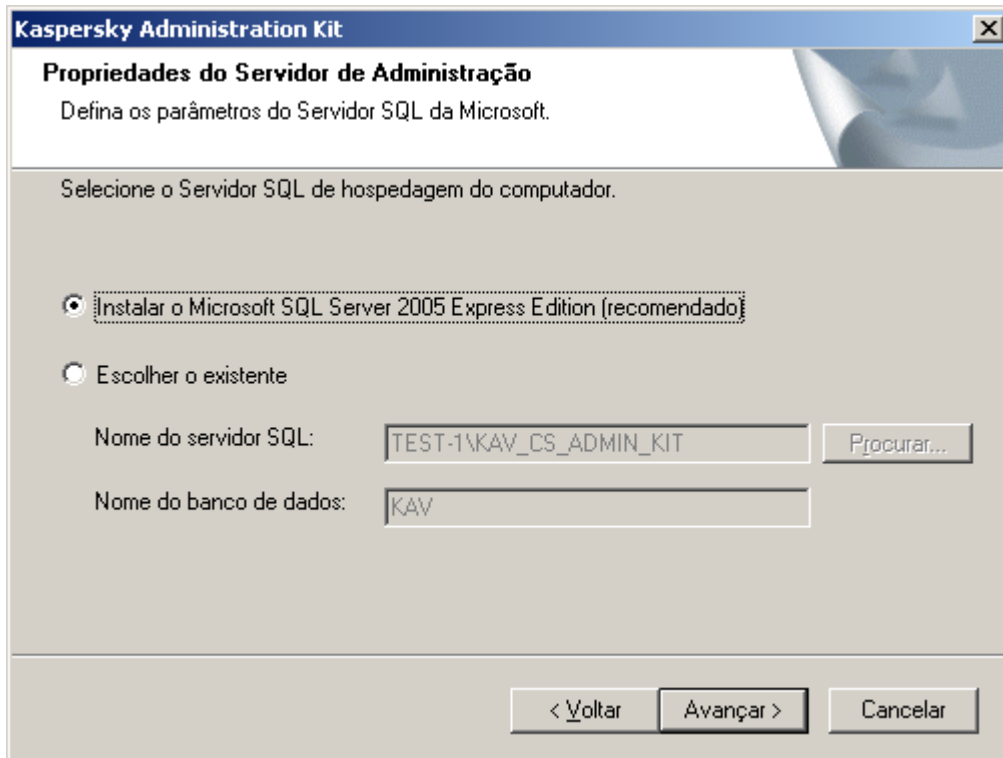 Kaspersky Administration Kit
Propriedades do Servidor de Administração
Defina os parâmetros do Servidor SQL da Microsoft.
Selecione o Servidor SQL de hospedagem do computador.
Instalar o Microsoft SQL Server 2005 Express Edition (recomendado)
Escolher o existente
Nome do servidor SQL: TEST-1\KAV_CS_ADMIN_KIT Procurar...
Nome do banco de dados: KAV
< Voltar Avançar > Cancelar